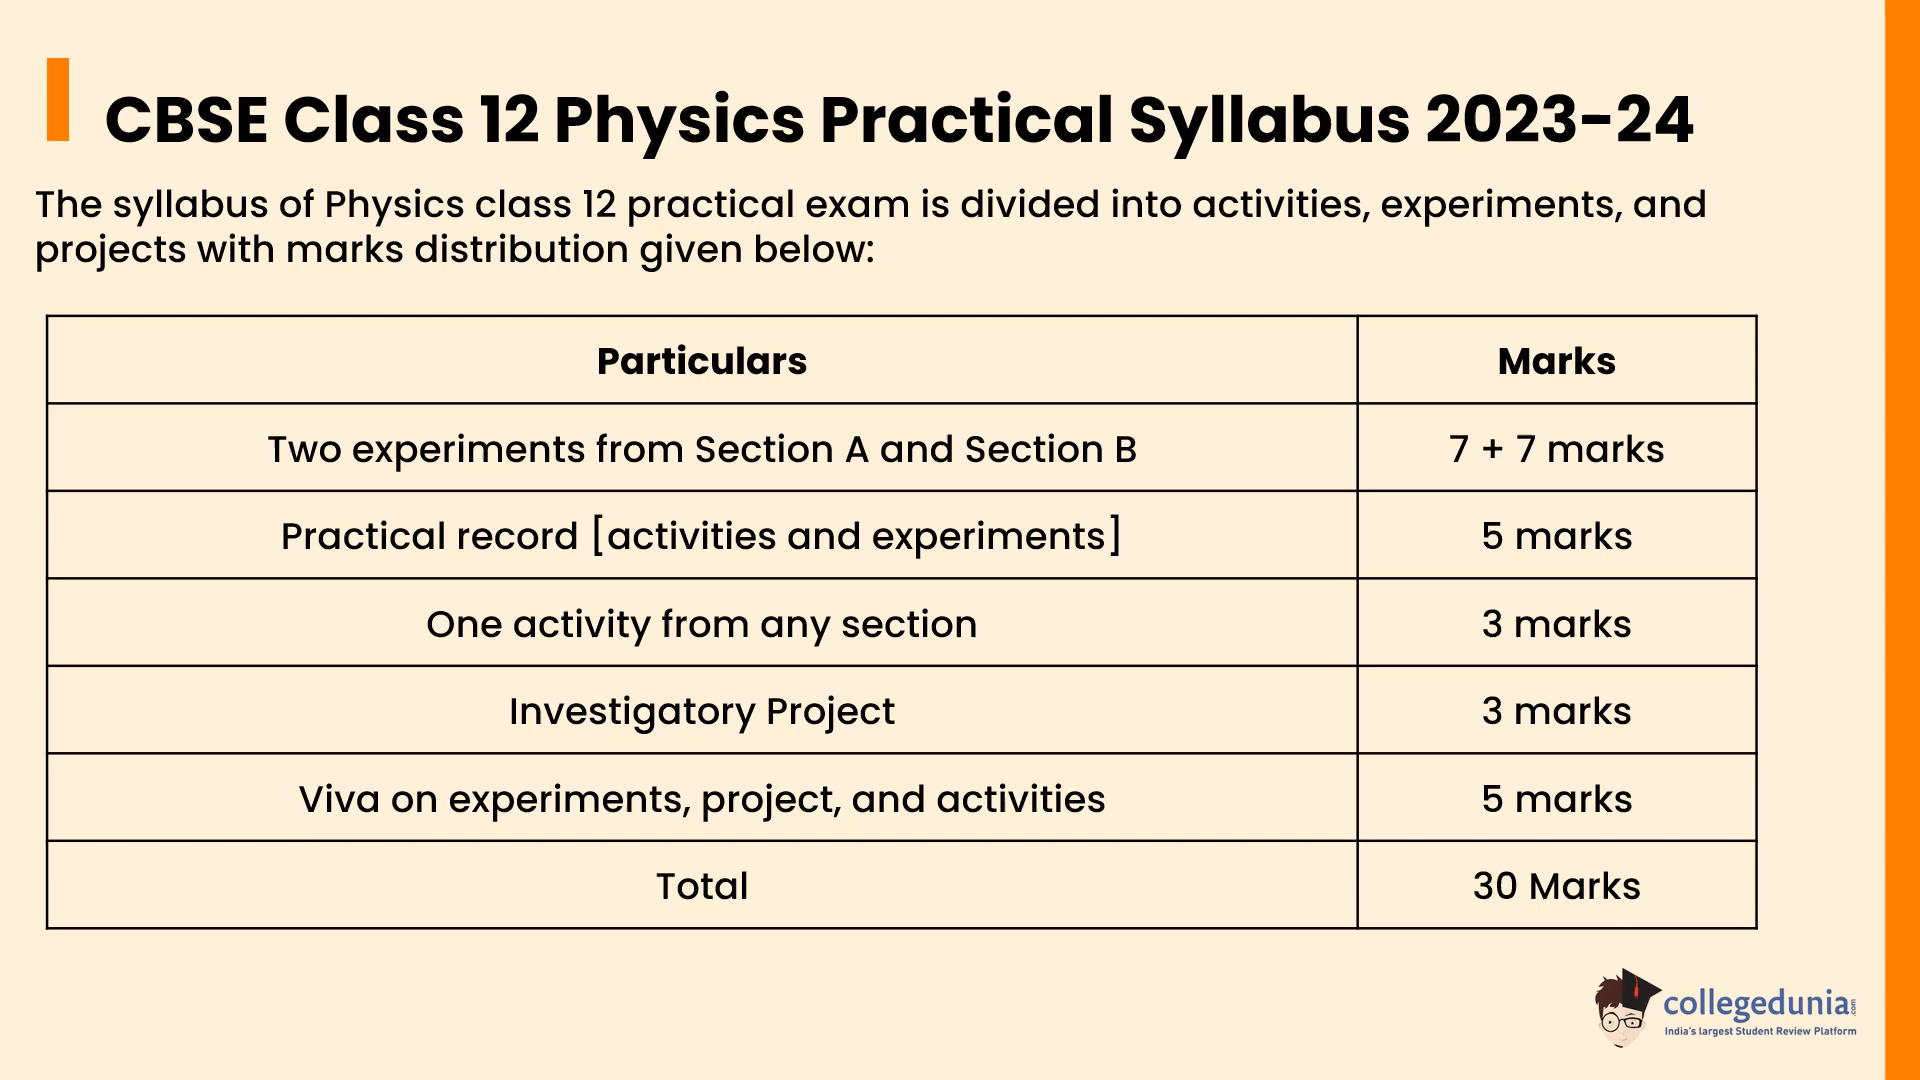 CBSE Class 12 Physics Practical Syllabus 2023-24
The syllabus of Physics class 12 practical exam is divided into activities, experiments, and
projects with marks distribution given below:
Particulars Marks
Two experiments from Section A and Section B 7 + 7 marks
Practical record [activities and experiments] 5 marks
One activity from any section 3 marks
Investigatory Project 3 marks
Viva on experiments, project, and activities 5 marks
Total 30 Marks
collegedunia.com
India's largest Student Review Platform